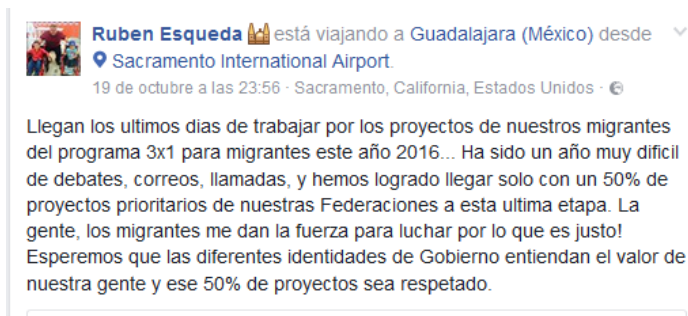 Ruben Esqueda está viajando a Guadalajara (México) desde
Sacramento International Airport.
19 de octubre a las 23:56 · Sacramento, California, Estados Unidos ·
Llegan los ultimos dias de trabajar por los proyectos de nuestros migrantes
del programa 3x1 para migrantes este año 2016... Ha sido un año muy dificil
de debates, correos, llamadas, y hemos logrado llegar solo con un 50% de
proyectos prioritarios de nuestras Federaciones a esta ultima etapa. La
gente, los migrantes me dan la fuerza para luchar por lo que es justo!
Esperemos que las diferentes identidades de Gobierno entiendan el valor de
nuestra gente y ese 50% de proyectos sea respetado.